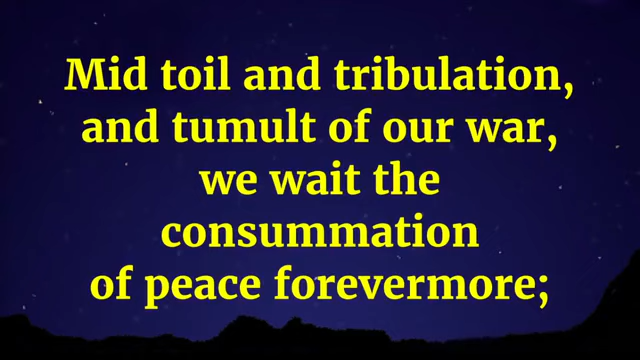 Mid toil and tribulation,
and tumult of our war,
we wait the
consummation
of peace forevermore;